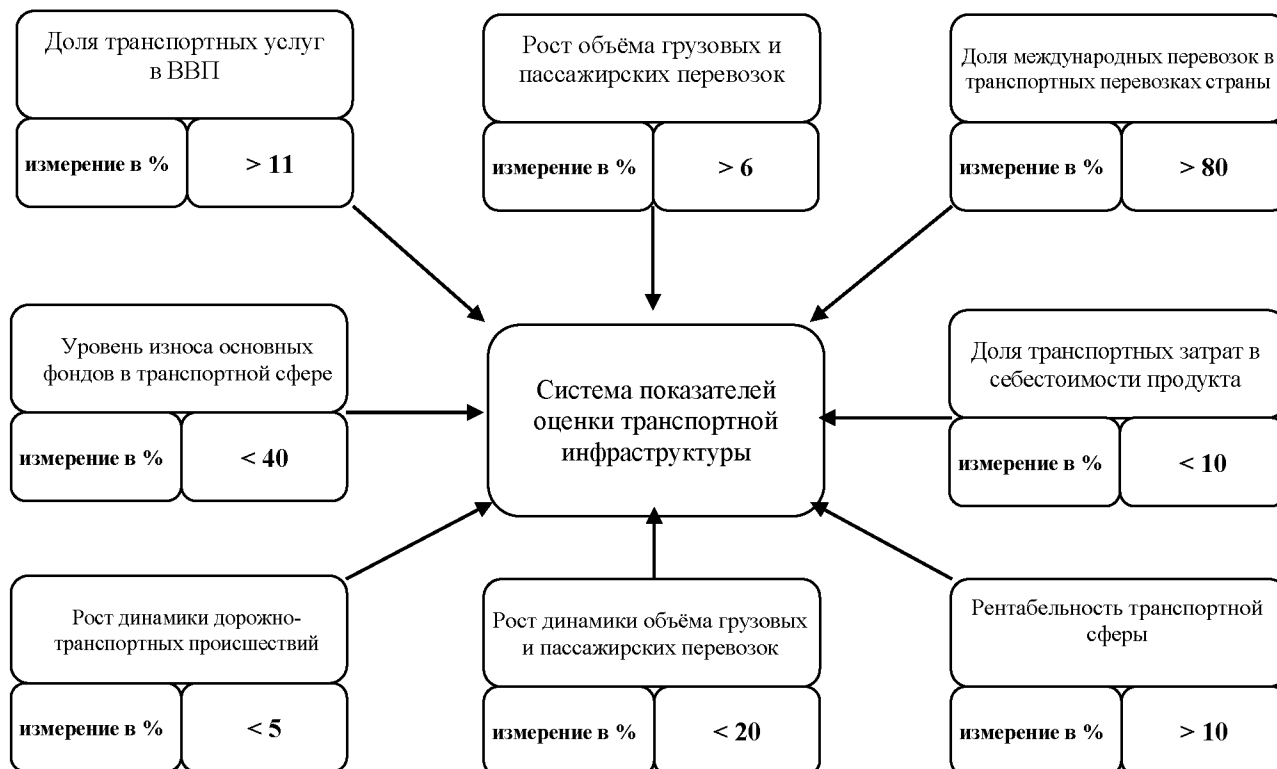 Доля транспортных услуг
в ВВП
измерение в %
> 11
Рост объёма грузовых и
пассажирских перевозок
измерение в %
> 6
Доля международных перевозок в
транспортных перевозках страны
измерение в %
> 80
Уровень износа основных
фондов в транспортной сфере
измерение в %
< 40
Система показателей
оценки транспортной
инфраструктуры
Доля транспортных затрат в
себестоимости продукта
измерение в %
< 10
Рост динамики дорожно-
транспортных происшествий
измерение в %
< 5
Рост динамики объёма грузовых
и пассажирских перевозок
измерение в %
< 20
Рентабельность транспортной
сферы
измерение в %
> 10